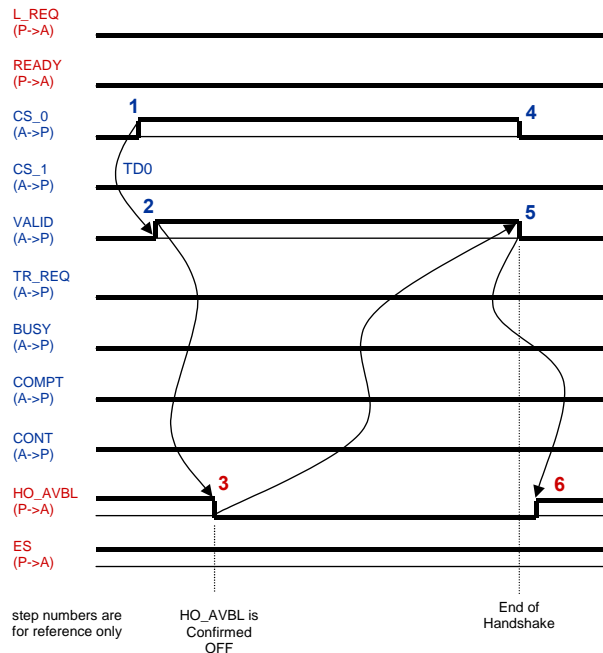 L_REQ
(P->A)
READY
(P->A)
CS_0
(A->P)
1
4
CS_1
(A->P)
TD0
VALID
(A->P)
2
5
TR_REQ
(A->P)
BUSY
(A->P)
COMPT
(A->P)
CONT
(A->P)
HO_AVBL
(P->A)
3
6
ES
(P->A)
step numbers are
for reference only
HO_AVBL is
Confirmed
OFF
End of
Handshake